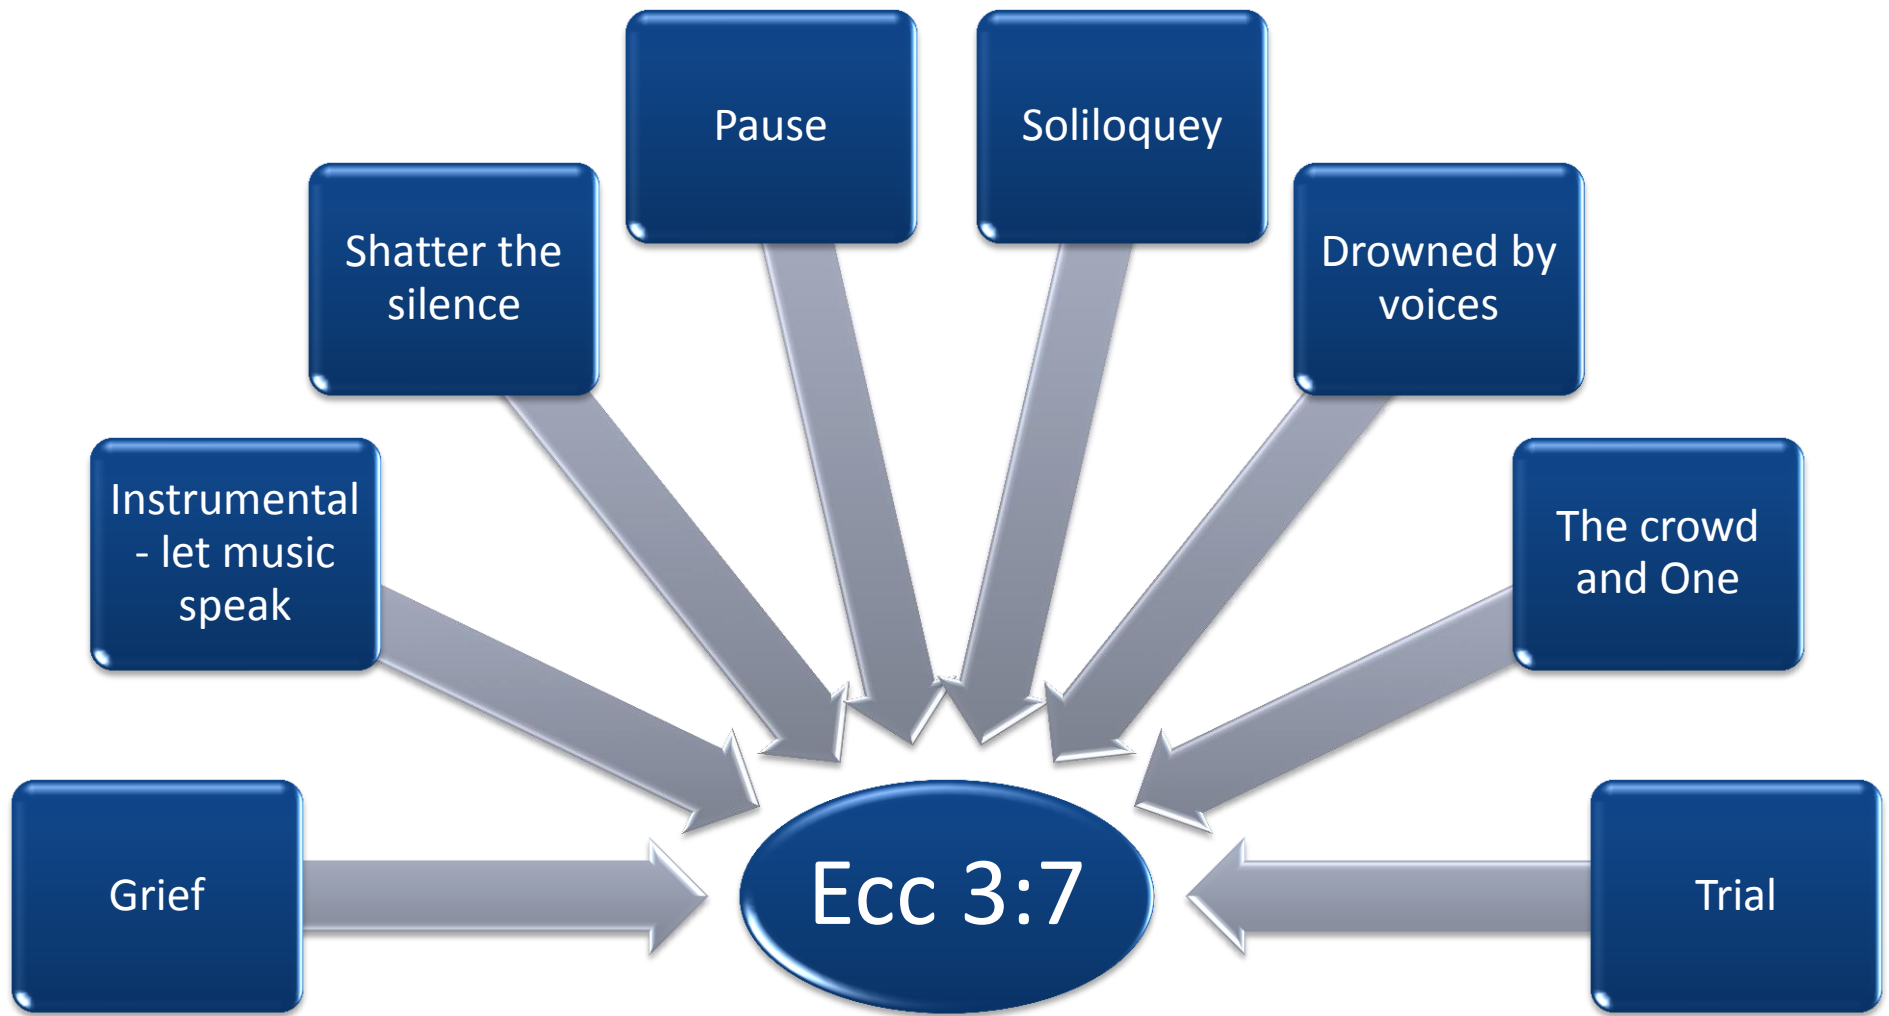 Pause
Soliloquey
Shatter the
silence
Drowned by
voices
Instrumental
- let music
speak
The crowd
and One
Grief
Ecc 3:7
Trial